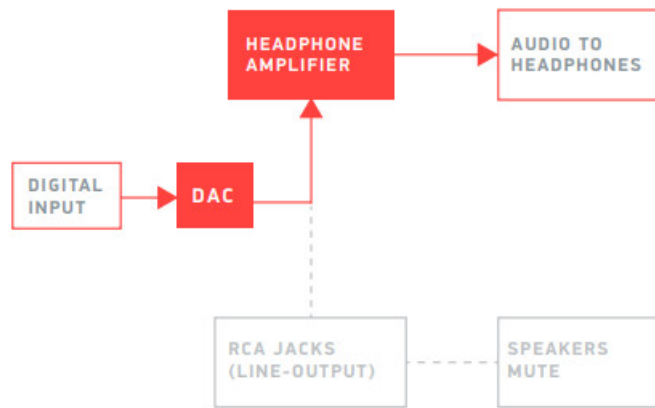 HEADPHONE
AMPLIFIER
AUDIO TO
HEADPHONES
DIGITAL
INPUT
DAC
RCA JACKS
(LINE-OUTPUT)
SPEAKERS
MUTE